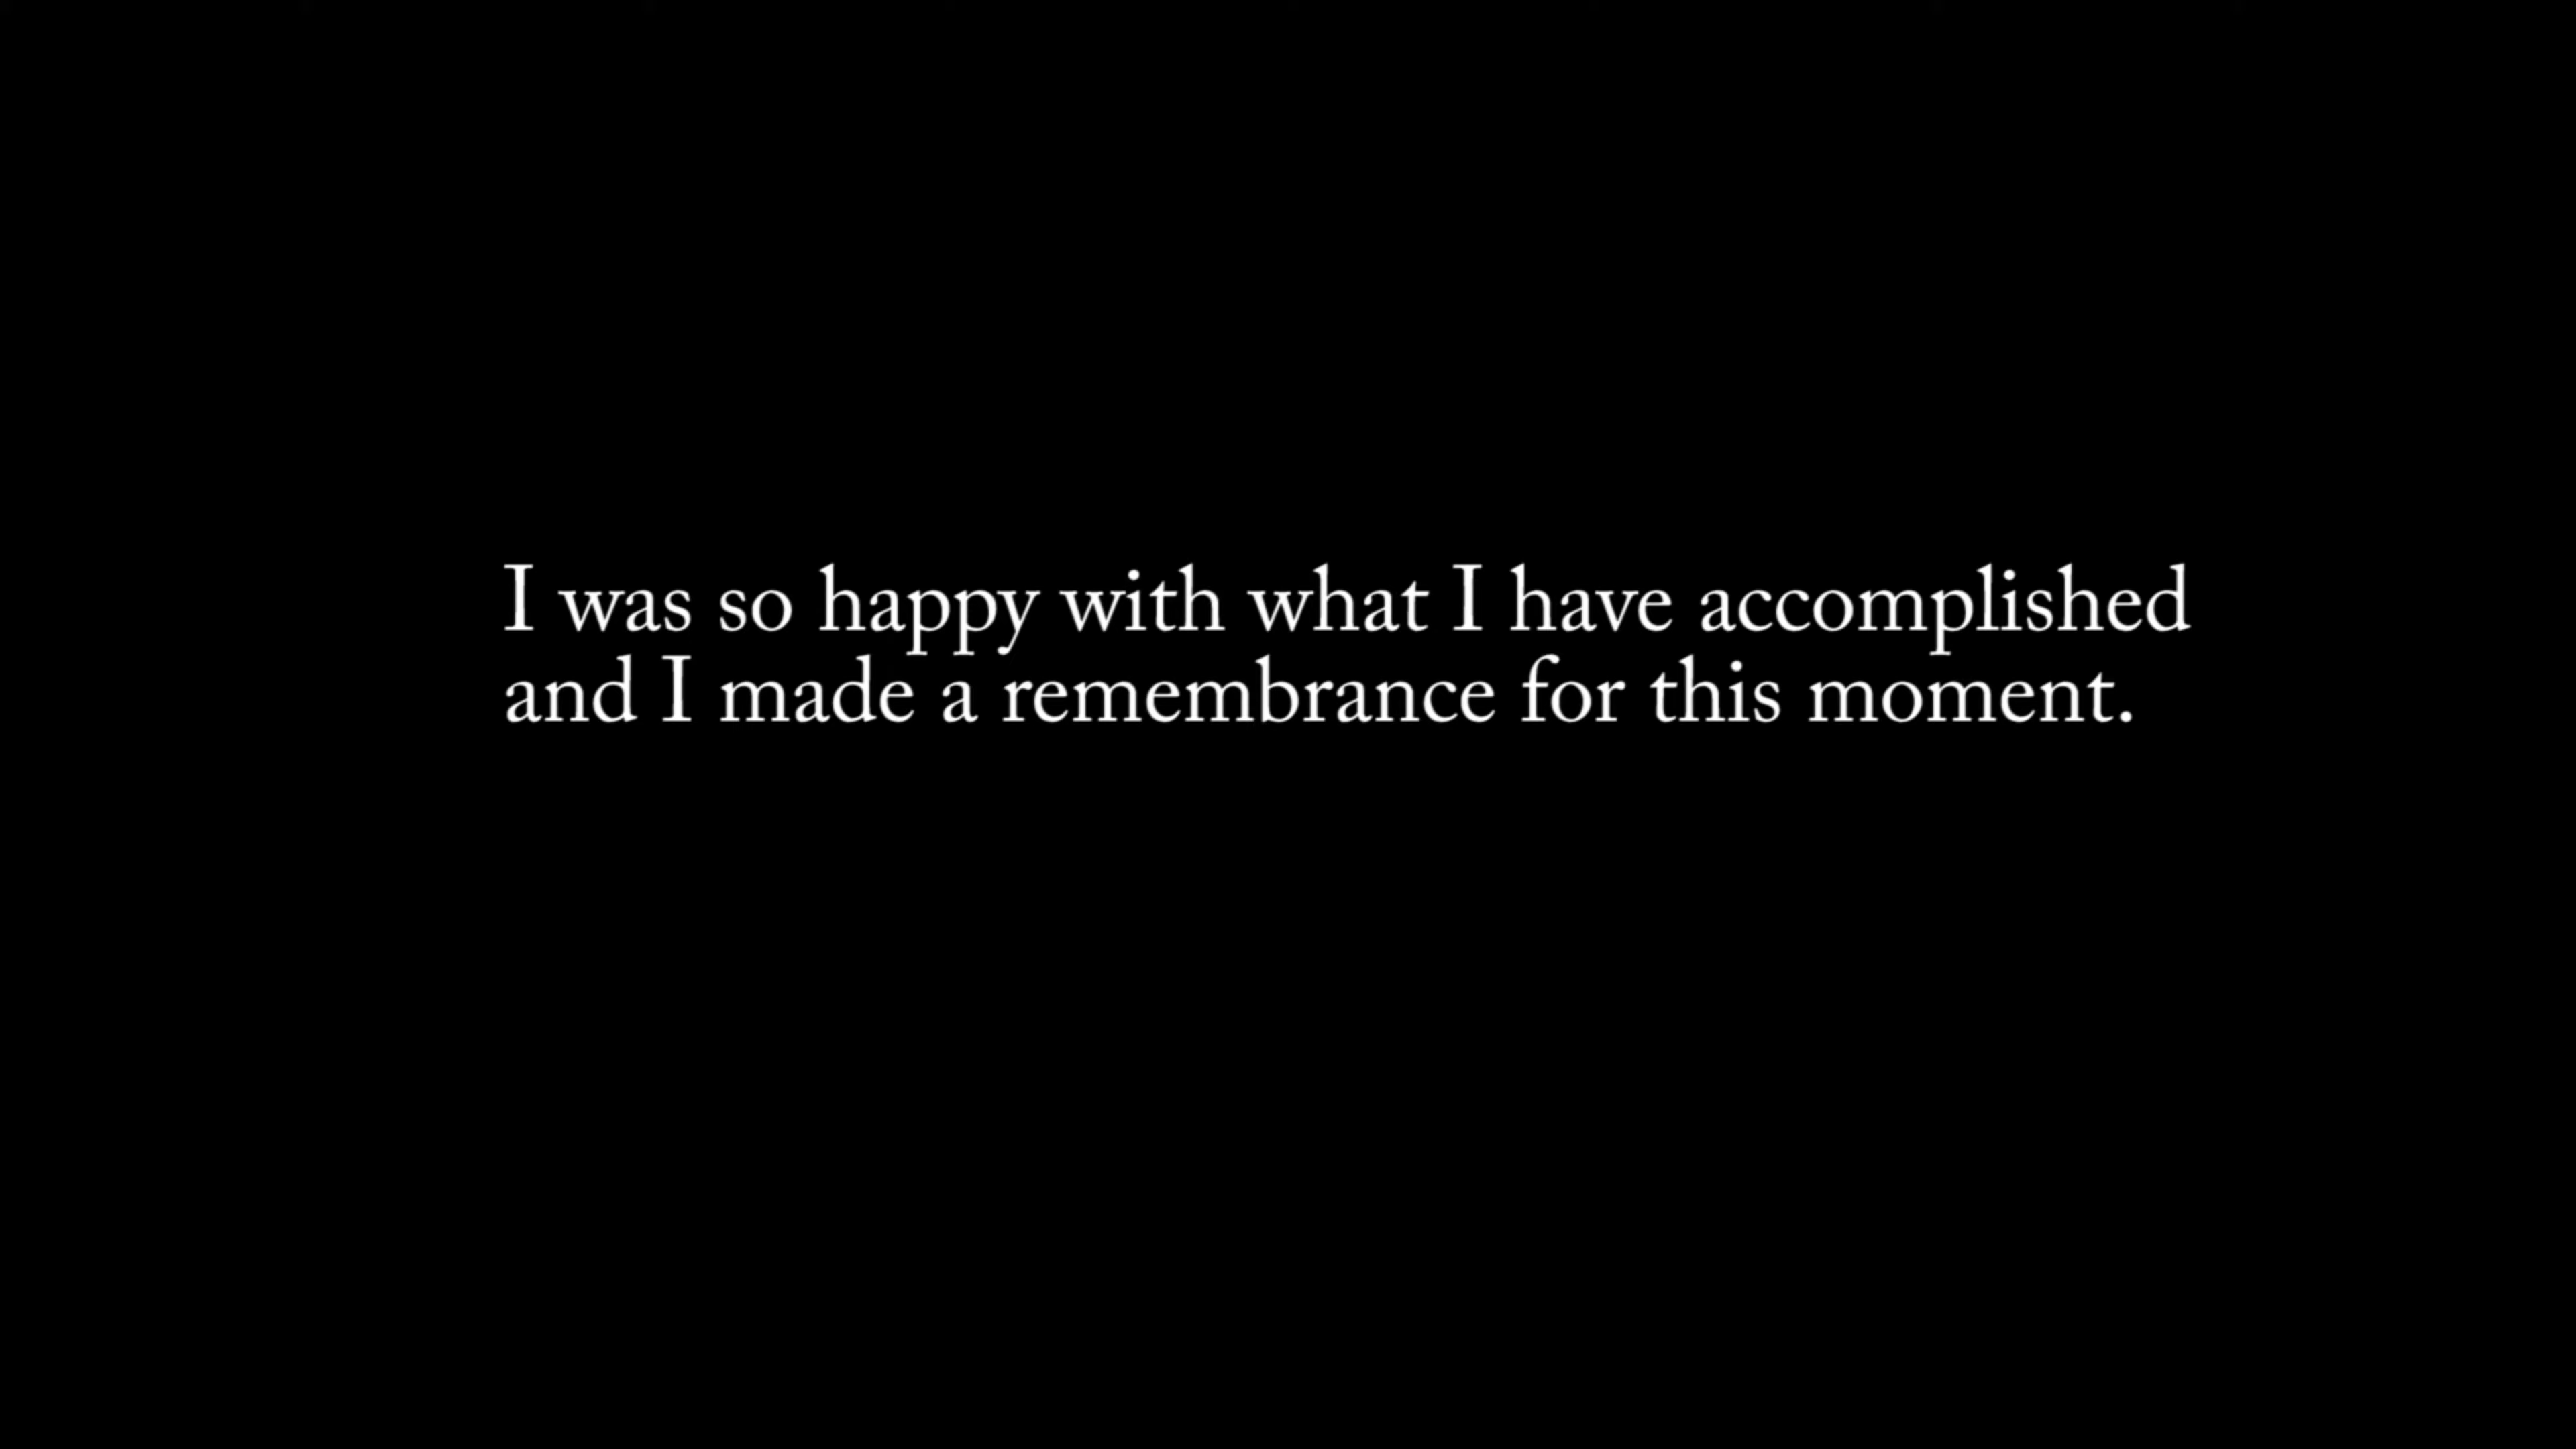 I was so happy with what I have accomplished
and I made a remembrance for this moment.